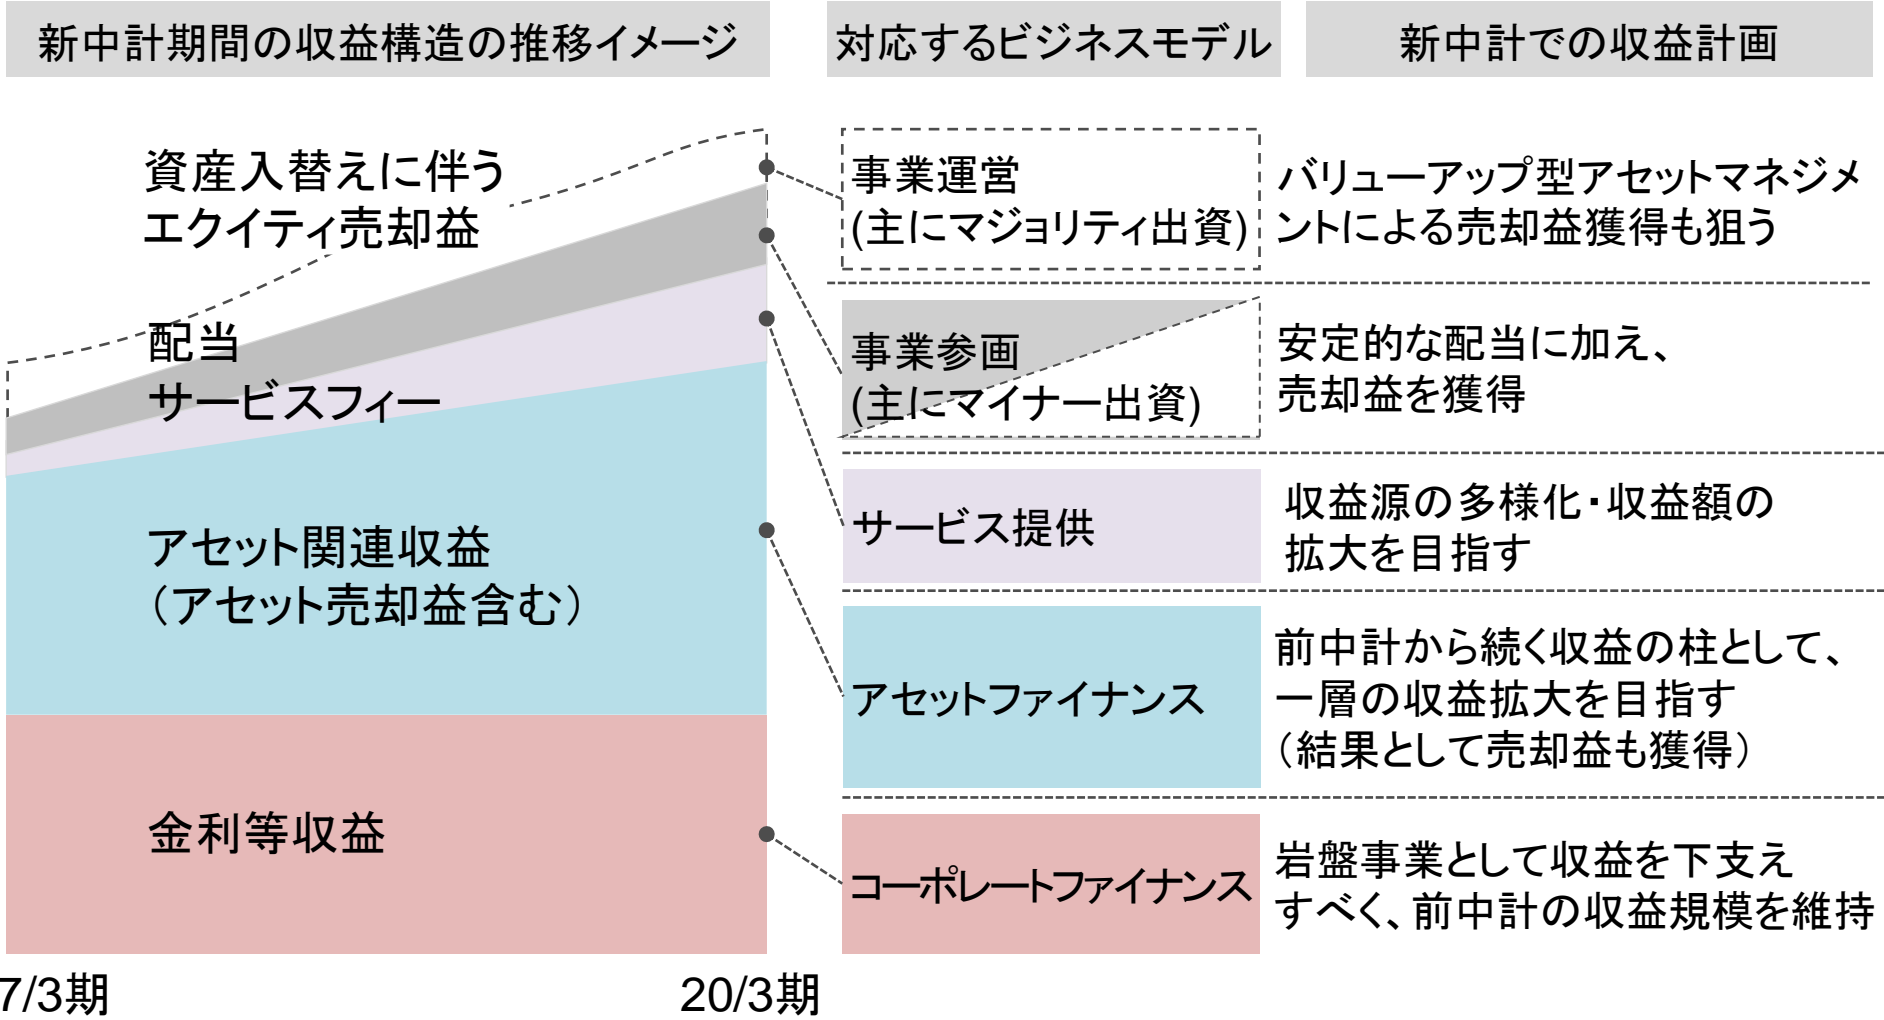 新中計期間の収益構造の推移イメージ
対応するビジネスモデル
新中計での収益計画
資産入替えに伴う
エクイティ売却益
配当
サービスフィー
アセット関連収益
（アセット売却益含む）
金利等収益
7/3期
20/3期
事業運営
(主にマジョリティ出資)
バリューアップ型アセットマネジメ
ントによる売却益獲得も狙う
事業参画
(主にマイナー出資)
安定的な配当に加え、
売却益を獲得
サービス提供
収益源の多様化・収益額の
拡大を目指す
アセットファイナンス
前中計から続く収益の柱として、
一層の収益拡大を目指す
（結果として売却益も獲得）
コーポレートファイナンス
岩盤事業として収益を下支え
すべく、前中計の収益規模を維持